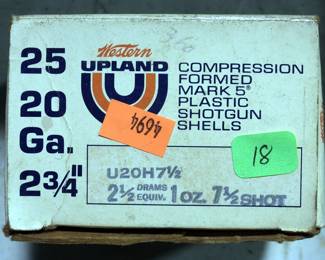 Western
UPLAND
25
20
Ga.
2¾"
COMPRESSION
FORMED
MARK 5®
PLASTIC
SHOTGUN
SHELLS
4694
18
U20H7½
2½ DRAMS EQUIV. 1 OZ. 7½ SHOT